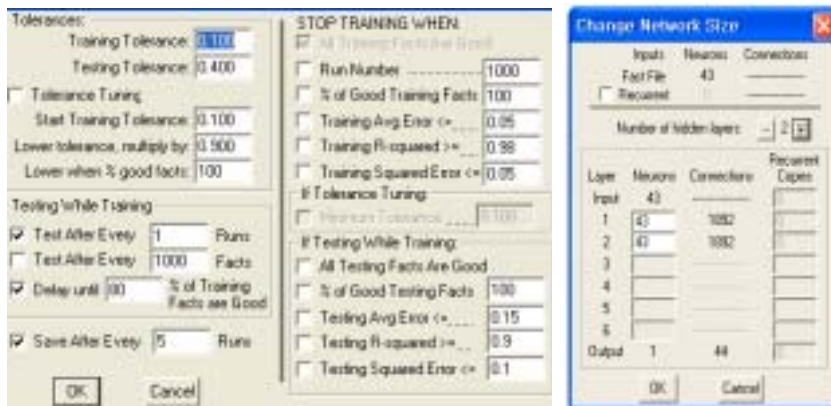 Tolerances:
Training Tolerance: 0.100
Testing Tolerance: 0.400
Tolerance Tuning
Start Training Tolerance: 0.100
Lower tolerance, multiply by: 0.900
Lower when % good facts: 100
Testing While Training
Test After Every 1 Runs
Test After Every 1000 Facts
Delay until 80 % of Training
Facts are Good
Save After Every 5 Runs
OK Cancel
STOP TRAINING WHEN:
All Training Facts Are Good
Run Number 1000
% of Good Training Facts 100
Training Avg Error <= 0.05
Training R-squared >= 0.98
Training Squared Error <= 0.05
If Tolerance Tuning:
Minimum Tolerance 0.100
If Testing While Training:
All Testing Facts Are Good
% of Good Testing Facts 100
Testing Avg Error <= 0.15
Testing R-squared >= 0.9
Testing Squared Error <= 0.1
Change Network Size
Inputs Neurons Connections
Fact File 43
Recurrent
Number of hidden layers: - 2 +
Layer Neurons Connections Recurrent Copies
Input 43
1 43 1892
2 43 1892
3
4
5
6
Output 1 44
OK Cancel